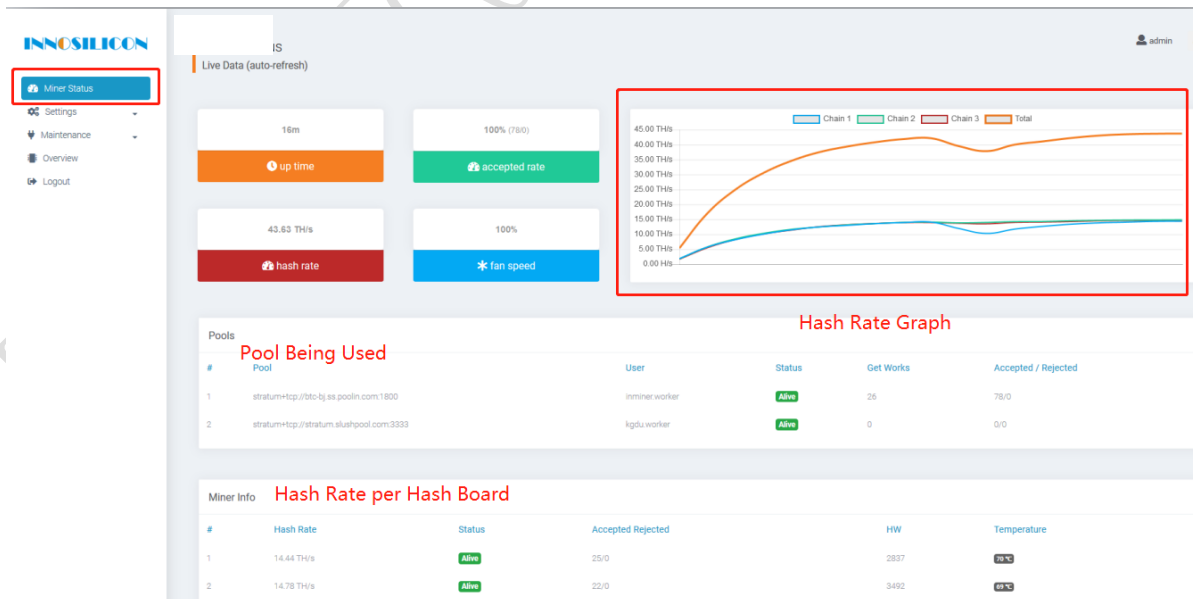 INNOSILICON
admin
Live Data (auto-refresh)
Miner Status
Settings
Maintenance
Overview
Logout
16m
up time
100% (78/0)
accepted rate
43.63 TH/s
hash rate
100%
fan speed
Chain 1 Chain 2 Chain 3 Total
45.00 TH/s
40.00 TH/s
35.00 TH/s
30.00 TH/s
25.00 TH/s
20.00 TH/s
15.00 TH/s
10.00 TH/s
5.00 TH/s
0.00 H/s
Hash Rate Graph
Pools
Pool Being Used
# Pool User Status Get Works Accepted / Rejected
1 stratum+tcp://btc-bj.ss.poolin.com:1800 inminer.worker Alive 26 78/0
2 stratum+tcp://stratum.slushpool.com:3333 kgdu.worker Alive 0 0/0
Miner Info Hash Rate per Hash Board
# Hash Rate Status Accepted Rejected HW Temperature
1 14.44 TH/s Alive 25/0 2837 70 °C
2 14.78 TH/s Alive 22/0 3492 69 °C